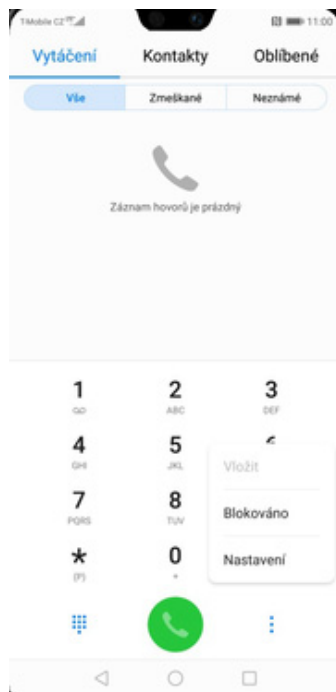 T-Mobile CZ 11:00
Vytáčení Kontakty Oblíbené
Vše Zmeškané Neznámé
Záznam hovorů je prázdný
1 2 3
ABC DEF
4 5
GHI JKL
Vložit
7 8
PQRS TUV
Blokováno
* 0
(P) +
Nastavení